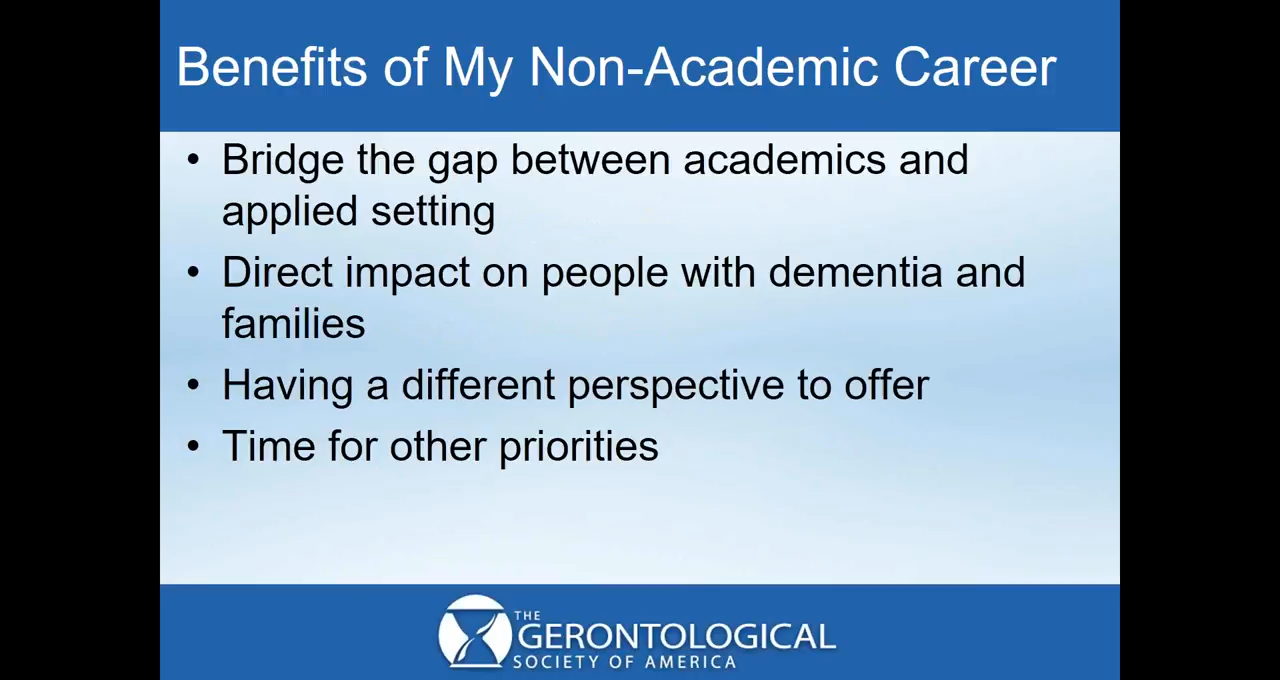 Benefits of My Non-Academic Career
• Bridge the gap between academics and
applied setting
• Direct impact on people with dementia and
families
• Having a different perspective to offer
• Time for other priorities
THE
GERONTOLOGICAL
SOCIETY OF AMERICA